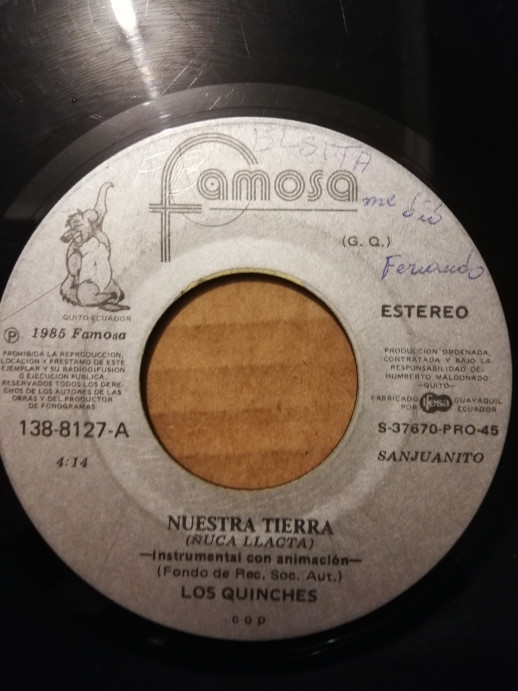 ELSITA
Famosa
me dió
Fernando
(G. Q.)
QUITO-ECUADOR
ESTEREO
Ⓟ 1985 Famosa
PROHIBIDA LA REPRODUCCION,
LOCACION Y PRESTAMO DE ESTE
EJEMPLAR Y SU RADIODIFUSION
O EJECUCION PUBLICA.
RESERVADOS TODOS LOS DERE-
CHOS DE LOS AUTORES DE LAS
OBRAS Y DEL PRODUCTOR
DE FONOGRAMAS
PRODUCCION ORDENADA,
CONTRATADA Y BAJO LA
RESPONSABILIDAD DE-
HUMBERTO MALDONADO
-QUITO-
FABRICADO POR ifesa GUAYAQUIL ECUADOR
138-8127-A
S-37670-PRO-45
4:14
SANJUANITO
NUESTRA TIERRA
(ÑUCA LLACTA)
—Instrumental con animación—
(Fondo de Rec. Soc. Aut.)
LOS QUINCHES
cop